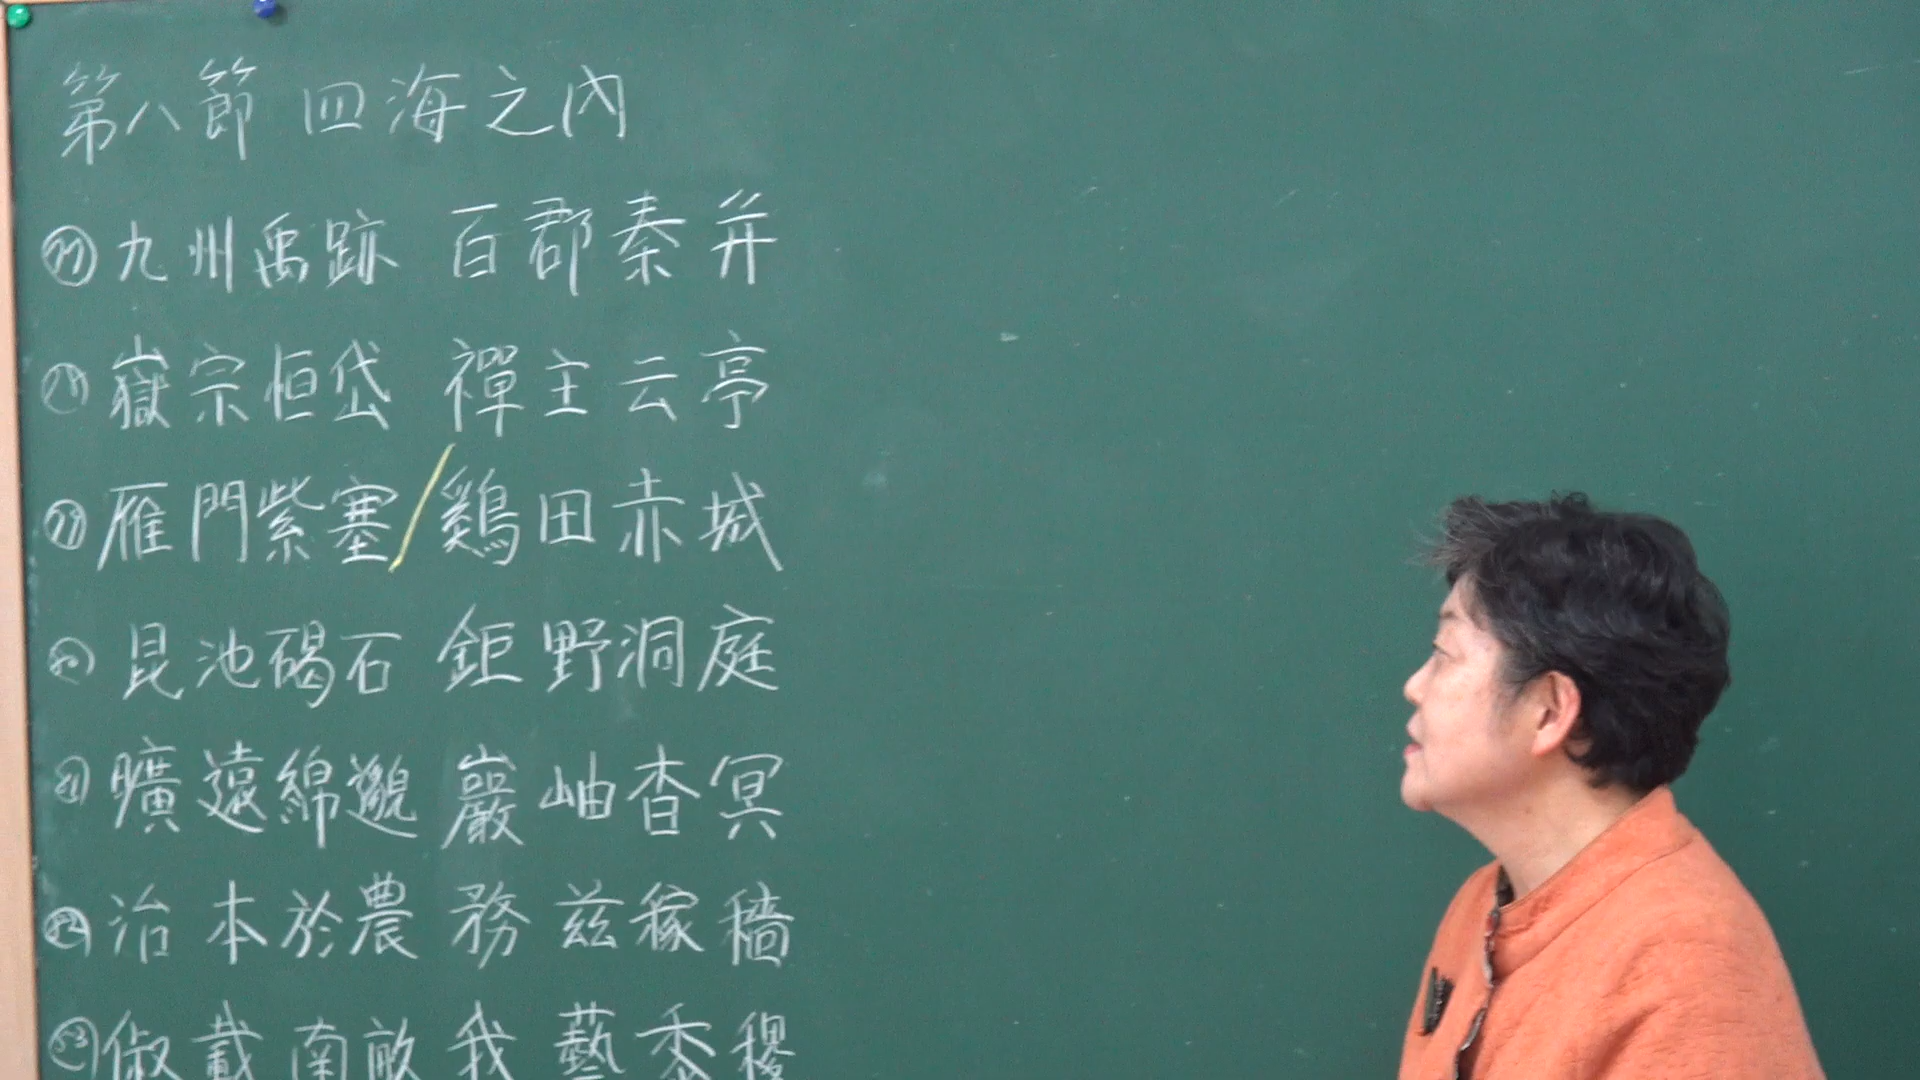 第八節 四海之內
㊆ 九州禹跡 百郡秦并
嶽宗恒岱 禪主云亭
雁門紫塞/鷄田赤城
昆池碣石 鉅野洞庭
曠遠綿邈 巖岫杳冥
治本於農 務茲稼穡
俶載南畝 我藝黍稷